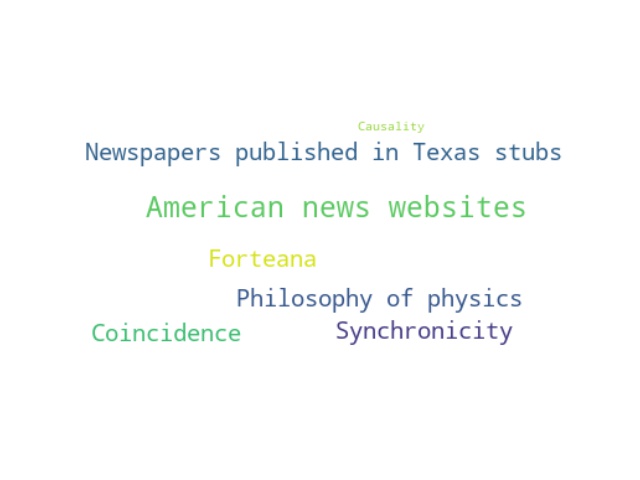 Causality
Newspapers published in Texas stubs
American news websites
Forteana
Philosophy of physics
Coincidence
Synchronicity